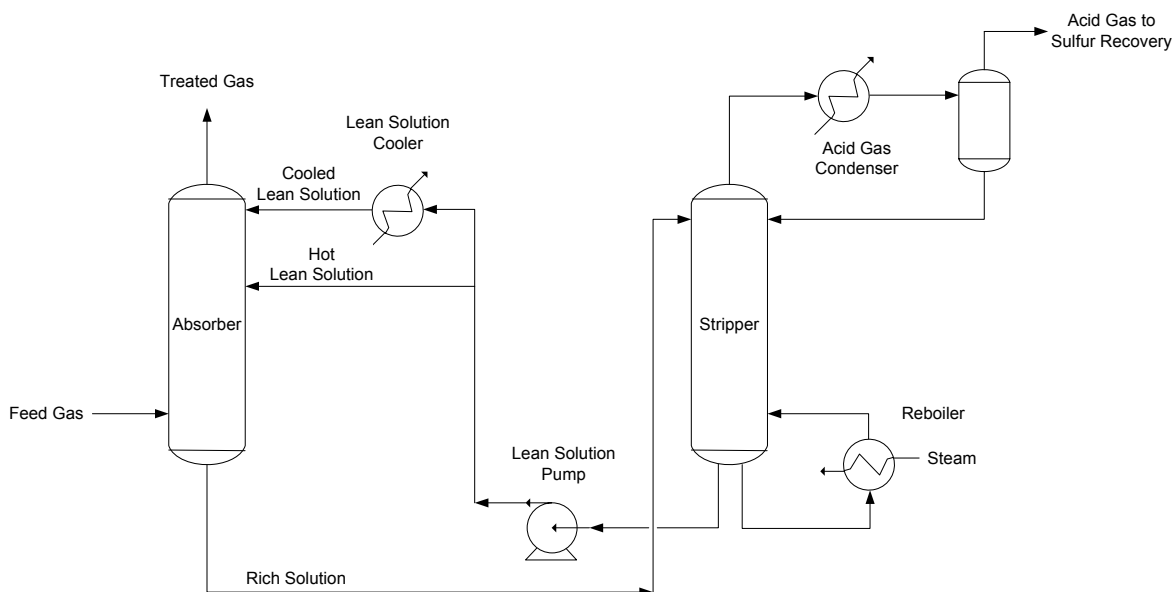 Acid Gas to
Sulfur Recovery
Treated Gas
Lean Solution
Cooler
Acid Gas
Condenser
Cooled
Lean Solution
Hot
Lean Solution
Absorber
Stripper
Feed Gas
Reboiler
Steam
Lean Solution
Pump
Rich Solution